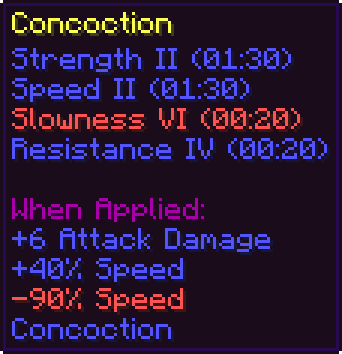 Concoction
Strength II (01:30)
Speed II (01:30)
Slowness VI (00:20)
Resistance IV (00:20)
When Applied:
+6 Attack Damage
+40% Speed
-90% Speed
Concoction